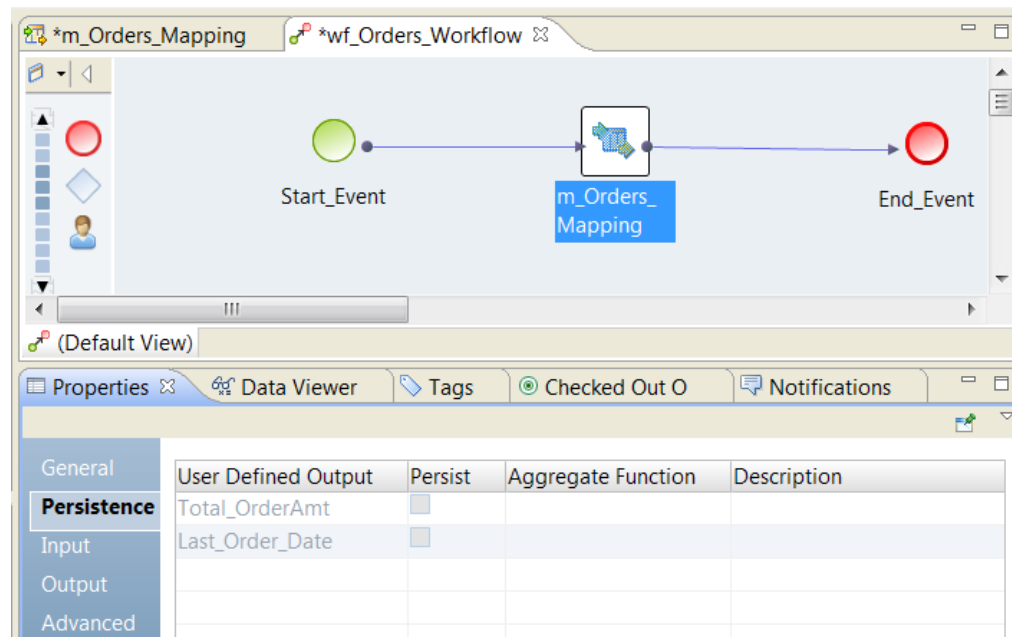 *m_Orders_Mapping *wf_Orders_Workflow
Start_Event
m_Orders_
Mapping
End_Event
(Default View)
Properties Data Viewer Tags Checked Out O Notifications
General
Persistence
Input
Output
Advanced
User Defined Output Persist Aggregate Function Description
Total_OrderAmt
Last_Order_Date